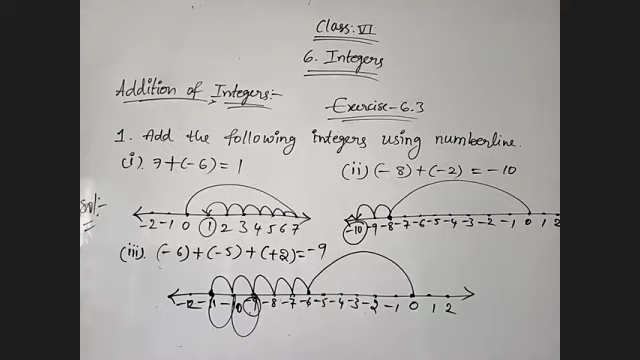 Class: VI
6. Integers
Addition of Integers:-
Exercise-6.3
1. Add the following integers using numberline.
(i). 7+(-6)=1
(ii) (-8)+(-2)=-10
Sol:-
-2 -1 0 1 2 3 4 5 6 7
-10 -9 -8 -7 -6 -5 -4 -3 -2 -1 0 1 2
(iii). (-6)+(-5)+(+2)=-9
-12 -11 -10 -9 -8 -7 -6 -5 -4 -3 -2 -1 0 1 2